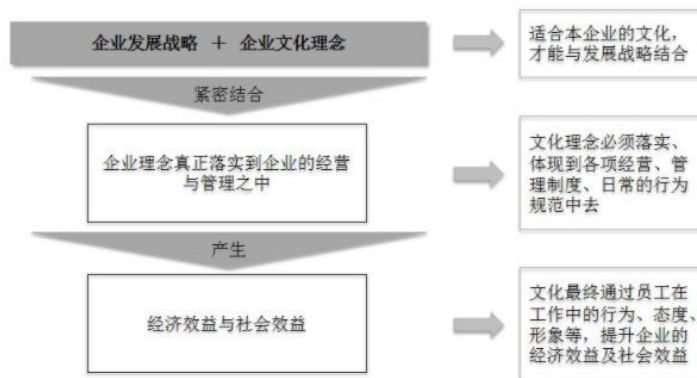 企业发展战略 + 企业文化理念
适合本企业的文化，
才能与发展战略结合
紧密结合
企业理念真正落实到企业的经营
与管理之中
文化理念必须落实、
体现到各项经营、管
理制度、日常的行为
规范中去
产生
经济效益与社会效益
文化最终通过员工在
工作中的行为、态度、
形象等，提升企业的
经济效益及社会效益